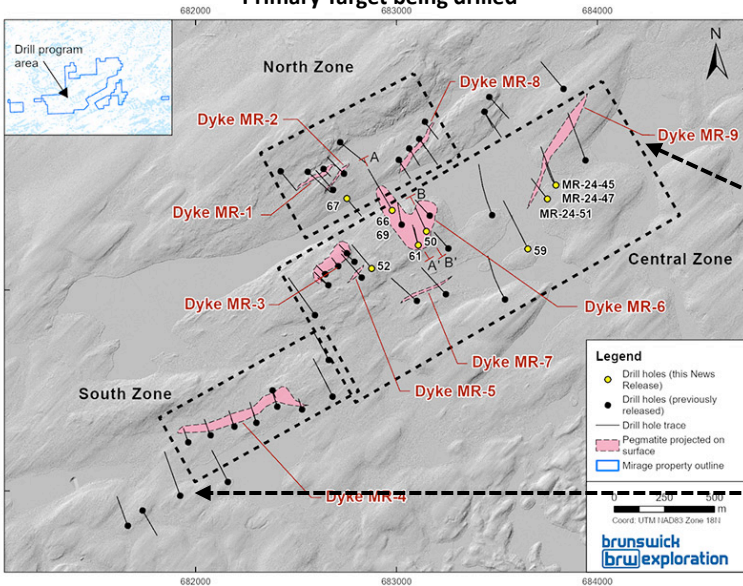 Primary Target being drilled
682000
683000
684000
Drill program
area
N
North Zone
Dyke MR-8
Dyke MR-2
Dyke MR-9
A
B
MR-24-45
MR-24-47
MR-24-51
67
Dyke MR-1
66
69
50
59
61
52
A'
B'
Central Zone
Dyke MR-3
Dyke MR-6
Dyke MR-7
Dyke MR-5
South Zone
Dyke MR-4
Legend
Drill holes (this News
Release)
Drill holes (previously
released)
Drill hole trace
Pegmatite projected on
surface
Mirage property outline
0 250 500
m
Coord: UTM NAD83 Zone 18N
brunswick
brw exploration
682000
683000
684000